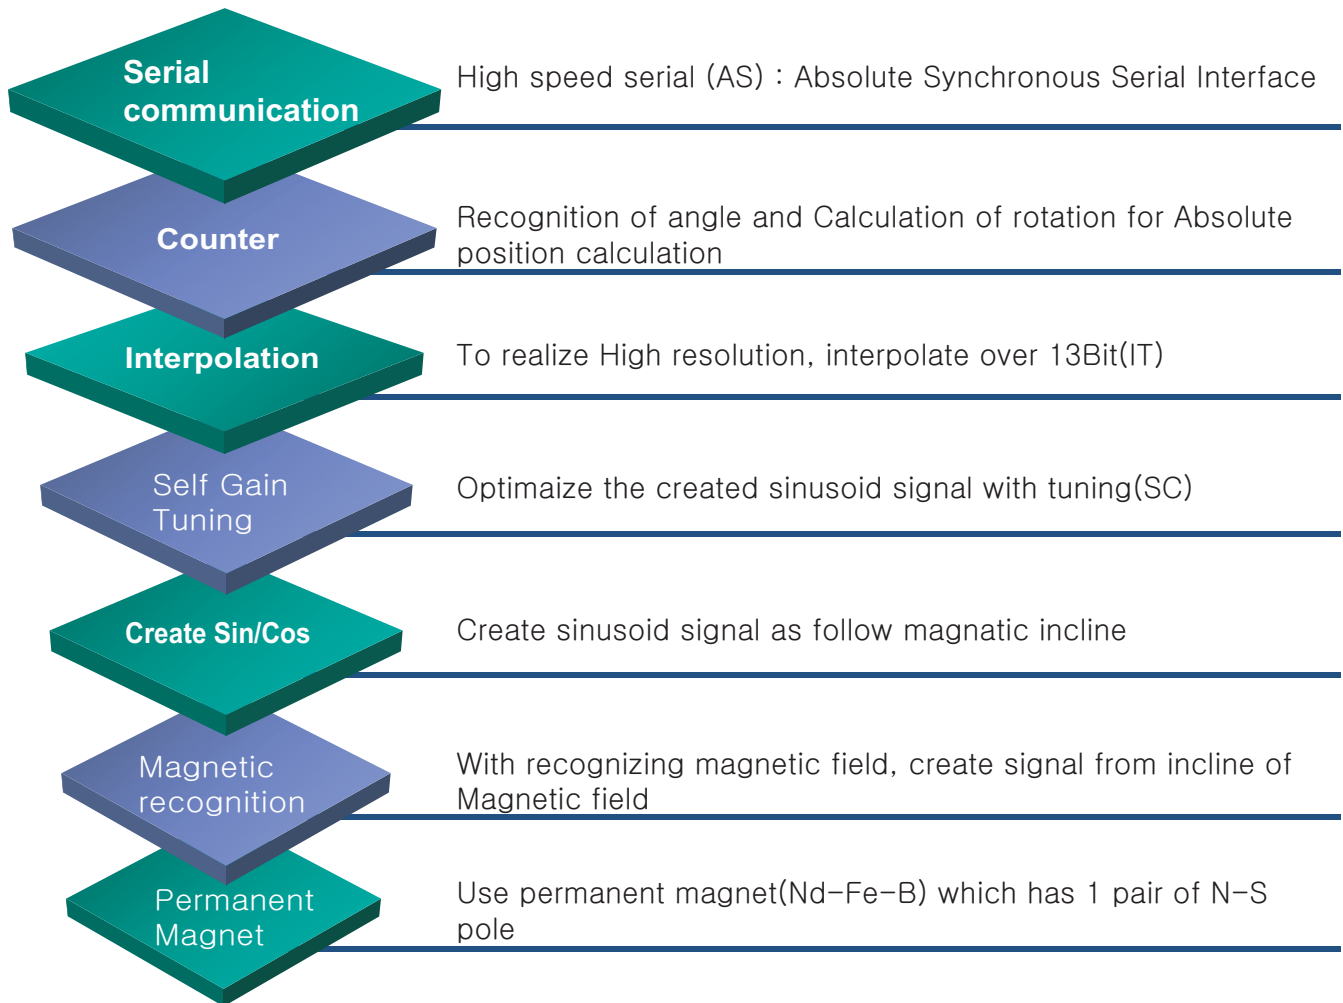 Serial
communication
High speed serial (AS) : Absolute Synchronous Serial Interface
Counter
Recognition of angle and Calculation of rotation for Absolute
position calculation
Interpolation
To realize High resolution, interpolate over 13Bit(IT)
Self Gain
Tuning
Optimaize the created sinusoid signal with tuning(SC)
Create Sin/Cos
Create sinusoid signal as follow magnatic incline
Magnetic
recognition
With recognizing magnetic field, create signal from incline of
Magnetic field
Permanent
Magnet
Use permanent magnet(Nd-Fe-B) which has 1 pair of N-S
pole